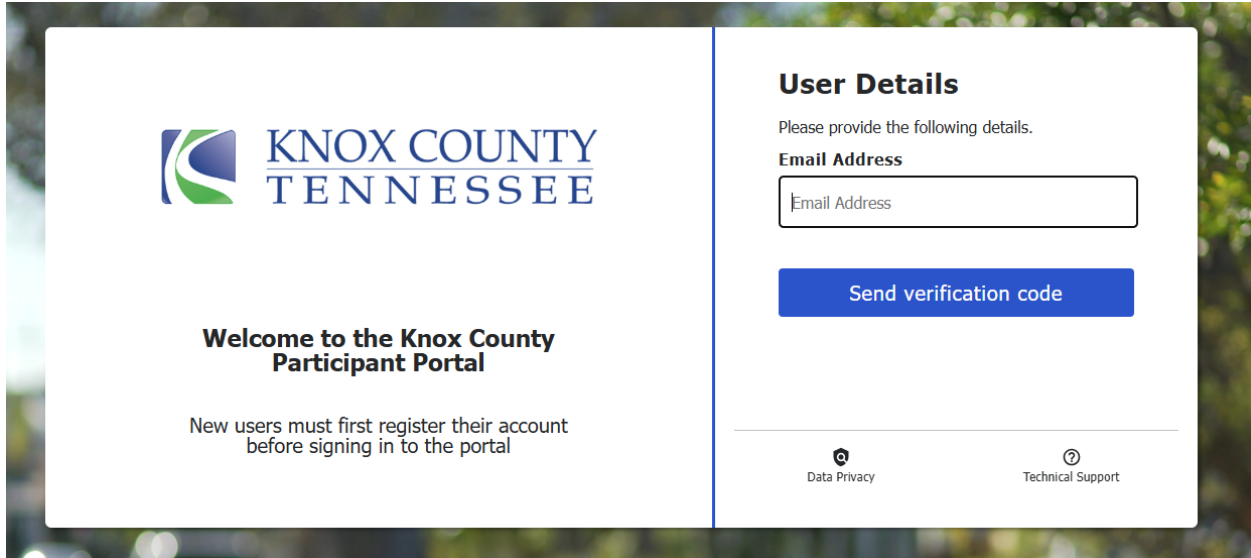 KNOX COUNTY
TENNESSEE
Welcome to the Knox County
Participant Portal
New users must first register their account
before signing in to the portal
User Details
Please provide the following details.
Email Address
Email Address
Send verification code
Data Privacy
Technical Support